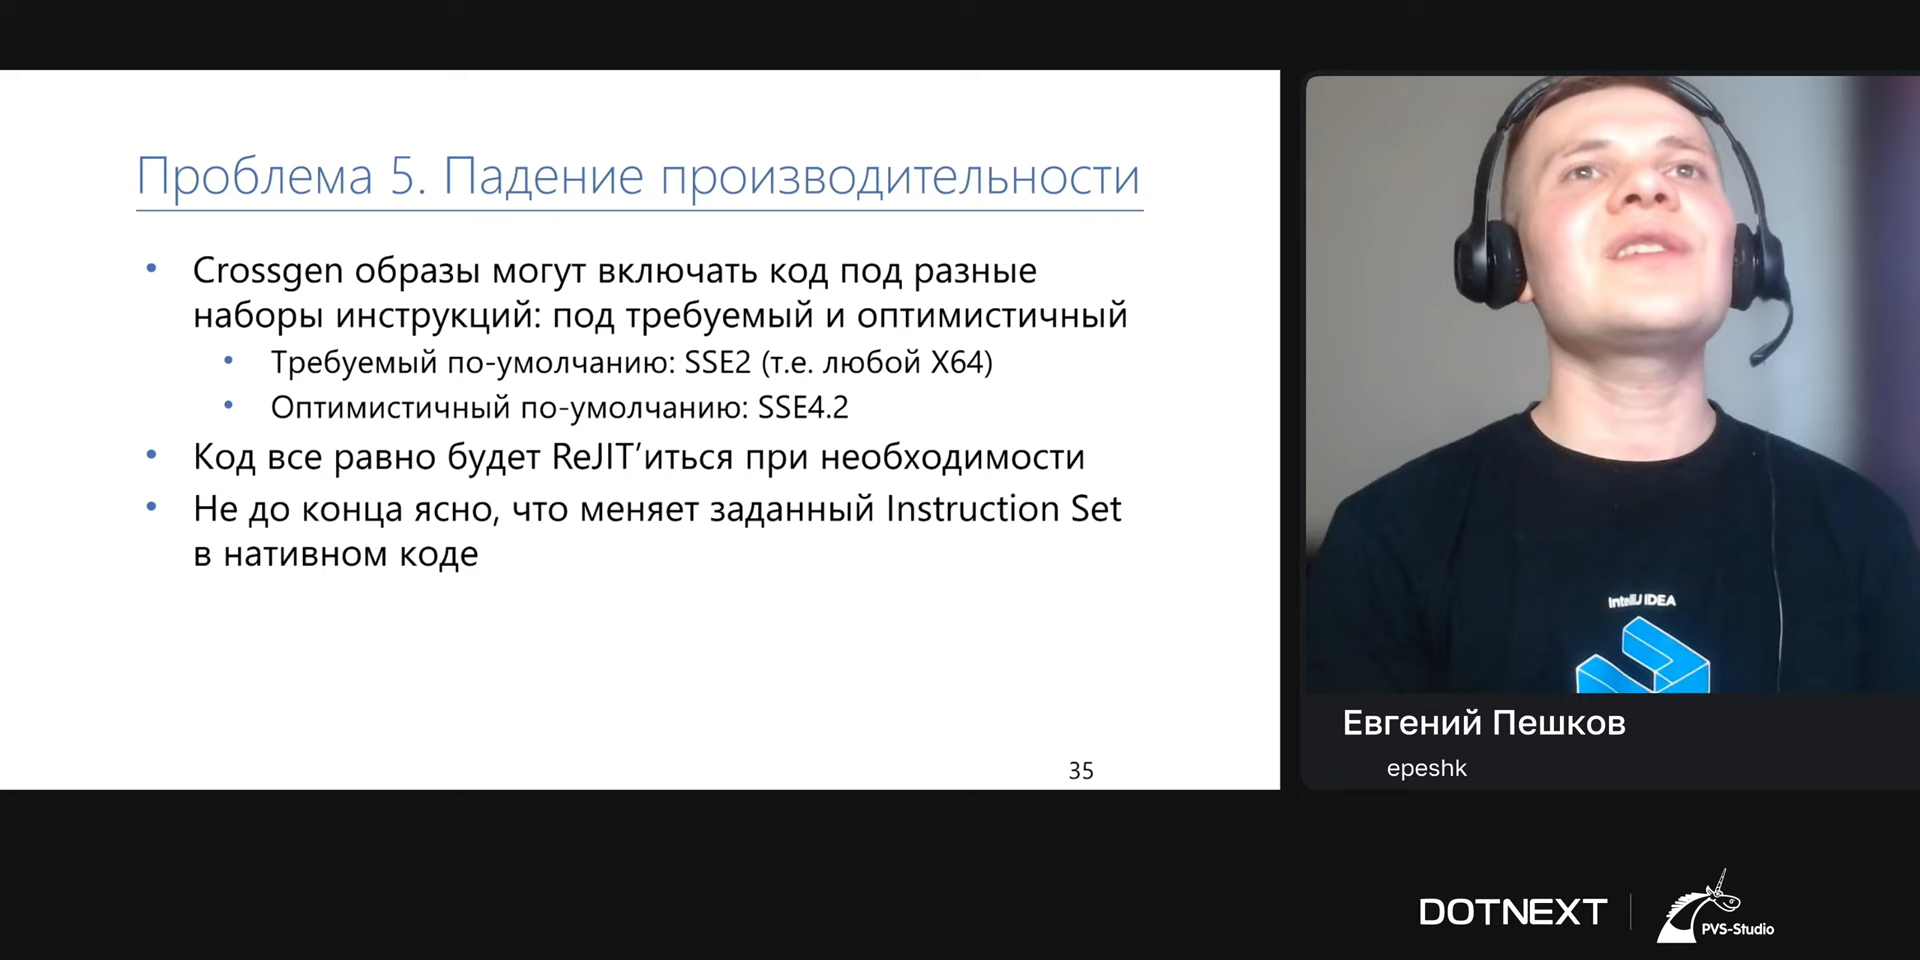 Проблема 5. Падение производительности
• Crossgen образы могут включать код под разные
наборы инструкций: под требуемый и оптимистичный
• Требуемый по-умолчанию: SSE2 (т.е. любой X64)
• Оптимистичный по-умолчанию: SSE4.2
• Код все равно будет ReJIT’иться при необходимости
• Не до конца ясно, что меняет заданный Instruction Set
в нативном коде
35
IntelliJ IDEA
Евгений Пешков
epeshk
DOTNEXT
PVS-Studio